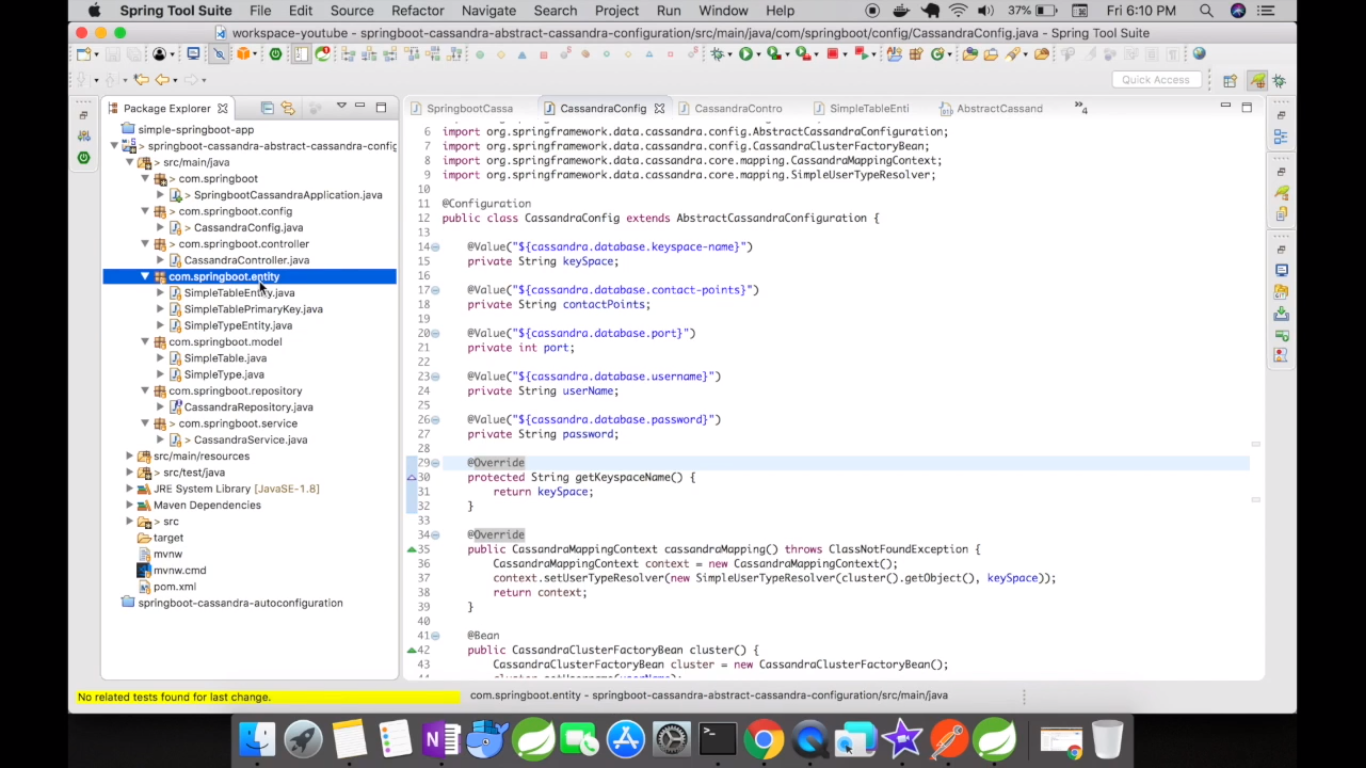 Spring Tool Suite File Edit Source Refactor Navigate Search Project Run Window Help 37% Fri 6:10 PM
workspace-youtube - springboot-cassandra-abstract-cassandra-configuration/src/main/java/com/springboot/config/CassandraConfig.java - Spring Tool Suite
Quick Access
Package Explorer
simple-springboot-app
> springboot-cassandra-abstract-cassandra-config
> src/main/java
> com.springboot
> SpringbootCassandraApplication.java
> com.springboot.config
> CassandraConfig.java
> com.springboot.controller
CassandraController.java
com.springboot.entity
SimpleTableEntity.java
SimpleTablePrimaryKey.java
SimpleTypeEntity.java
com.springboot.model
SimpleTable.java
SimpleType.java
com.springboot.repository
CassandraRepository.java
> com.springboot.service
> CassandraService.java
src/main/resources
> src/test/java
JRE System Library [JavaSE-1.8]
Maven Dependencies
> src
target
mvnw
mvnw.cmd
pom.xml
springboot-cassandra-autoconfiguration
SpringbootCassa CassandraConfig CassandraContro SimpleTableEnti AbstractCassand »4
6 import org.springframework.data.cassandra.config.AbstractCassandraConfiguration;
7 import org.springframework.data.cassandra.config.CassandraClusterFactoryBean;
8 import org.springframework.data.cassandra.core.mapping.CassandraMappingContext;
9 import org.springframework.data.cassandra.core.mapping.SimpleUserTypeResolver;
10
11 @Configuration
12 public class CassandraConfig extends AbstractCassandraConfiguration {
13
14 @Value("${cassandra.database.keyspace-name}")
15 private String keySpace;
16
17 @Value("${cassandra.database.contact-points}")
18 private String contactPoints;
19
20 @Value("${cassandra.database.port}")
21 private int port;
22
23 @Value("${cassandra.database.username}")
24 private String userName;
25
26 @Value("${cassandra.database.password}")
27 private String password;
28
29 @Override
30 protected String getKeyspaceName() {
31 return keySpace;
32 }
33
34 @Override
35 public CassandraMappingContext cassandraMapping() throws ClassNotFoundException {
36 CassandraMappingContext context = new CassandraMappingContext();
37 context.setUserTypeResolver(new SimpleUserTypeResolver(cluster().getObject(), keySpace));
38 return context;
39 }
40
41 @Bean
42 public CassandraClusterFactoryBean cluster() {
43 CassandraClusterFactoryBean cluster = new CassandraClusterFactoryBean();
No related tests found for last change.
com.springboot.entity - springboot-cassandra-abstract-cassandra-configuration/src/main/java